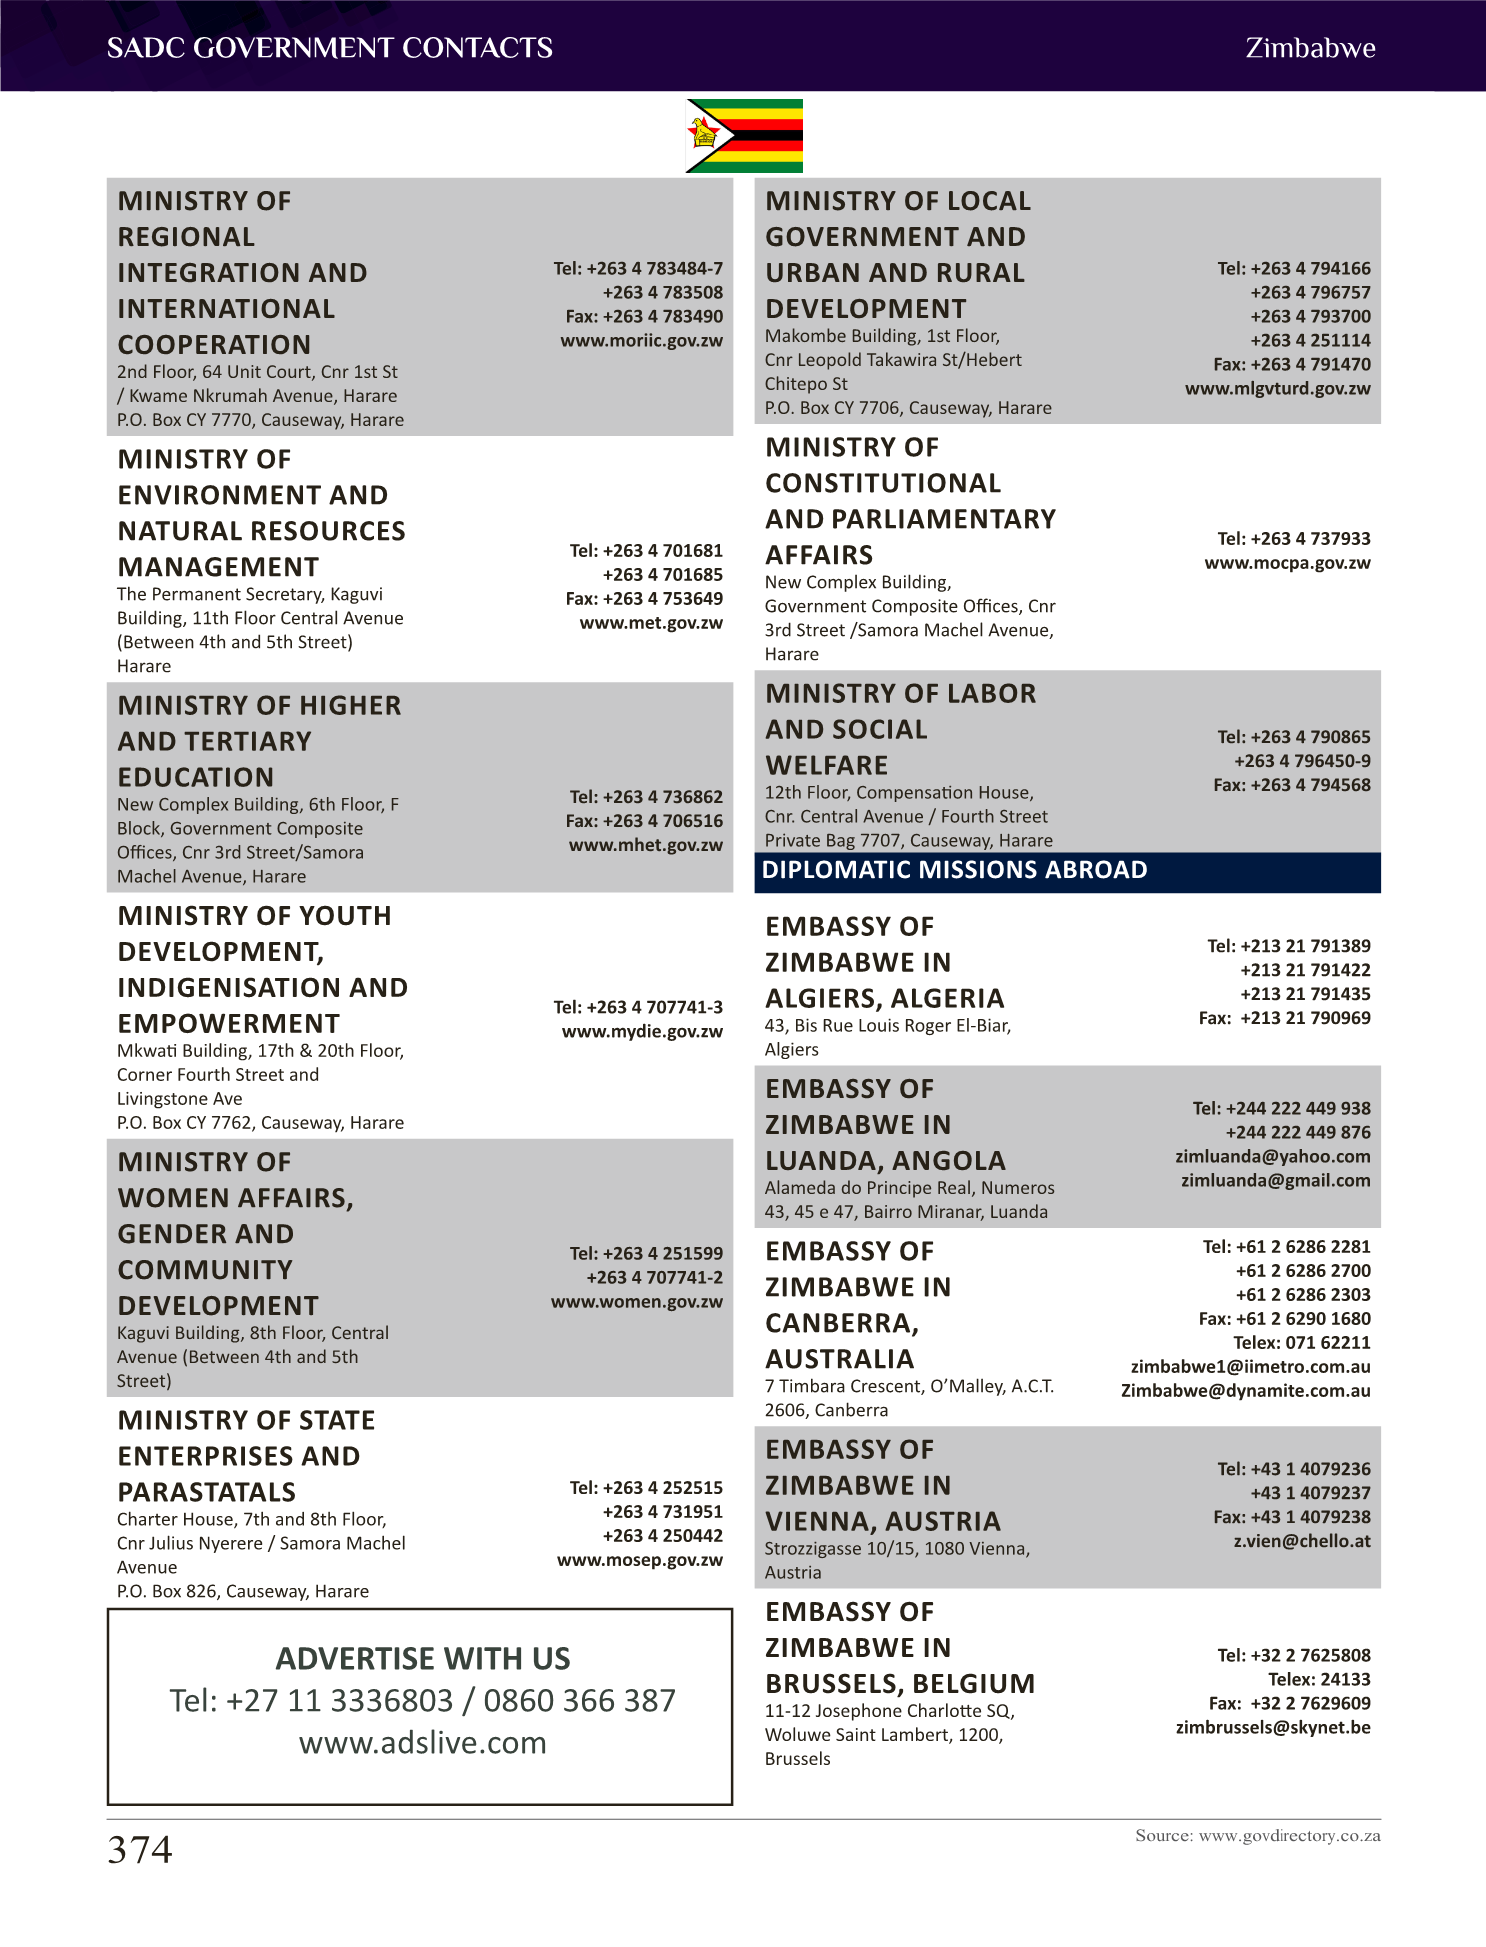 SADC GOVERNMENT CONTACTS
Zimbabwe
MINISTRY OF
REGIONAL
INTEGRATION AND
INTERNATIONAL
COOPERATION
2nd Floor, 64 Unit Court, Cnr 1st St
/ Kwame Nkrumah Avenue, Harare
P.O. Box CY 7770, Causeway, Harare
Tel: +263 4 783484-7
+263 4 783508
Fax: +263 4 783490
www.moriic.gov.zw
MINISTRY OF
ENVIRONMENT AND
NATURAL RESOURCES
MANAGEMENT
The Permanent Secretary, Kaguvi
Building, 11th Floor Central Avenue
(Between 4th and 5th Street)
Harare
Tel: +263 4 701681
+263 4 701685
Fax: +263 4 753649
www.met.gov.zw
MINISTRY OF HIGHER
AND TERTIARY
EDUCATION
New Complex Building, 6th Floor, F
Block, Government Composite
Offices, Cnr 3rd Street/Samora
Machel Avenue, Harare
Tel: +263 4 736862
Fax: +263 4 706516
www.mhet.gov.zw
MINISTRY OF YOUTH
DEVELOPMENT,
INDIGENISATION AND
EMPOWERMENT
Mkwati Building, 17th & 20th Floor,
Corner Fourth Street and
Livingstone Ave
P.O. Box CY 7762, Causeway, Harare
Tel: +263 4 707741-3
www.mydie.gov.zw
MINISTRY OF
WOMEN AFFAIRS,
GENDER AND
COMMUNITY
DEVELOPMENT
Kaguvi Building, 8th Floor, Central
Avenue (Between 4th and 5th
Street)
Tel: +263 4 251599
+263 4 707741-2
www.women.gov.zw
MINISTRY OF STATE
ENTERPRISES AND
PARASTATALS
Charter House, 7th and 8th Floor,
Cnr Julius Nyerere / Samora Machel
Avenue
P.O. Box 826, Causeway, Harare
Tel: +263 4 252515
+263 4 731951
+263 4 250442
www.mosep.gov.zw
ADVERTISE WITH US
Tel: +27 11 3336803 / 0860 366 387
www.adslive.com
MINISTRY OF LOCAL
GOVERNMENT AND
URBAN AND RURAL
DEVELOPMENT
Makombe Building, 1st Floor,
Cnr Leopold Takawira St/Hebert
Chitepo St
P.O. Box CY 7706, Causeway, Harare
Tel: +263 4 794166
+263 4 796757
+263 4 793700
+263 4 251114
Fax: +263 4 791470
www.mlgvturd.gov.zw
MINISTRY OF
CONSTITUTIONAL
AND PARLIAMENTARY
AFFAIRS
New Complex Building,
Government Composite Offices, Cnr
3rd Street /Samora Machel Avenue,
Harare
Tel: +263 4 737933
www.mocpa.gov.zw
MINISTRY OF LABOR
AND SOCIAL
WELFARE
12th Floor, Compensation House,
Cnr. Central Avenue / Fourth Street
Private Bag 7707, Causeway, Harare
Tel: +263 4 790865
+263 4 796450-9
Fax: +263 4 794568
DIPLOMATIC MISSIONS ABROAD
EMBASSY OF
ZIMBABWE IN
ALGIERS, ALGERIA
43, Bis Rue Louis Roger El-Biar,
Algiers
Tel: +213 21 791389
+213 21 791422
+213 21 791435
Fax: +213 21 790969
EMBASSY OF
ZIMBABWE IN
LUANDA, ANGOLA
Alameda do Principe Real, Numeros
43, 45 e 47, Bairro Miranar, Luanda
Tel: +244 222 449 938
+244 222 449 876
zimluanda@yahoo.com
zimluanda@gmail.com
EMBASSY OF
ZIMBABWE IN
CANBERRA,
AUSTRALIA
7 Timbara Crescent, O’Malley, A.C.T.
2606, Canberra
Tel: +61 2 6286 2281
+61 2 6286 2700
+61 2 6286 2303
Fax: +61 2 6290 1680
Telex: 071 62211
zimbabwe1@iimetro.com.au
Zimbabwe@dynamite.com.au
EMBASSY OF
ZIMBABWE IN
VIENNA, AUSTRIA
Strozzigasse 10/15, 1080 Vienna,
Austria
Tel: +43 1 4079236
+43 1 4079237
Fax: +43 1 4079238
z.vien@chello.at
EMBASSY OF
ZIMBABWE IN
BRUSSELS, BELGIUM
11-12 Josephone Charlotte SQ,
Woluwe Saint Lambert, 1200,
Brussels
Tel: +32 2 7625808
Telex: 24133
Fax: +32 2 7629609
zimbrussels@skynet.be
374
Source: www.govdirectory.co.za